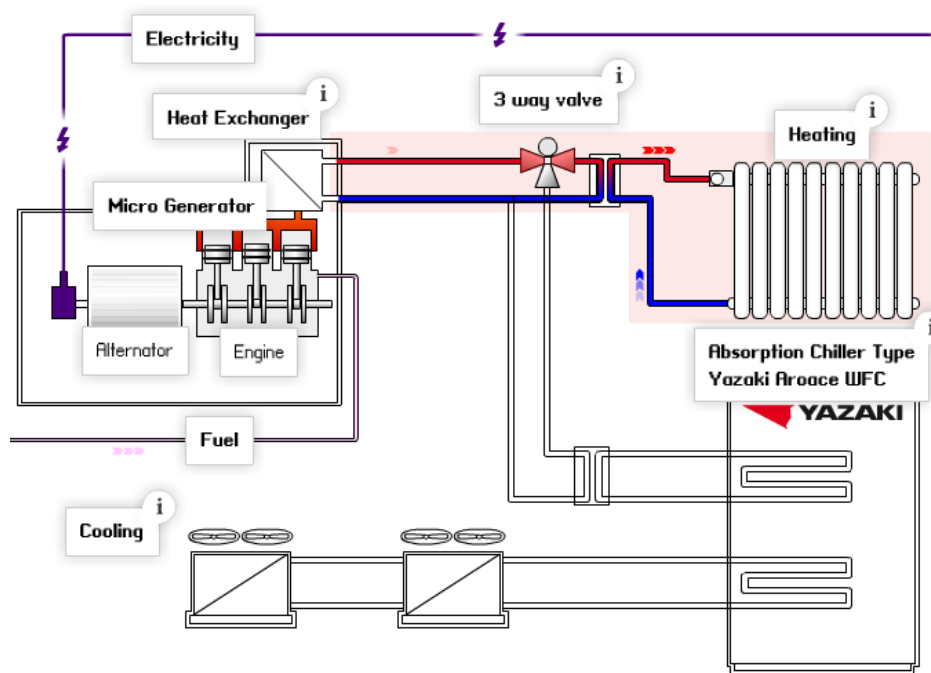 Electricity
i
Heat Exchanger
i
3 way valve
i
Heating
Micro Generator
Alternator
Engine
i
Absorption Chiller Type
Yazaki Aroace WFC
YAZAKI
Fuel
i
Cooling